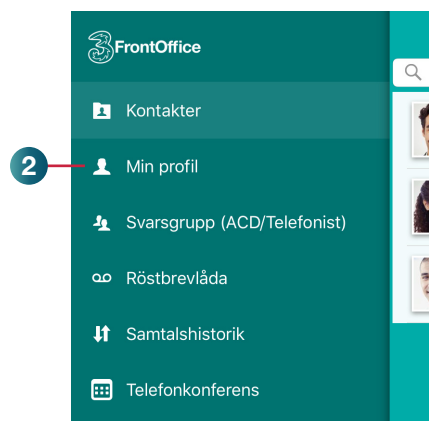 3FrontOffice
Kontakter
2
Min profil
Svarsgrupp (ACD/Telefonist)
Röstbrevlåda
Samtalshistorik
Telefonkonferens